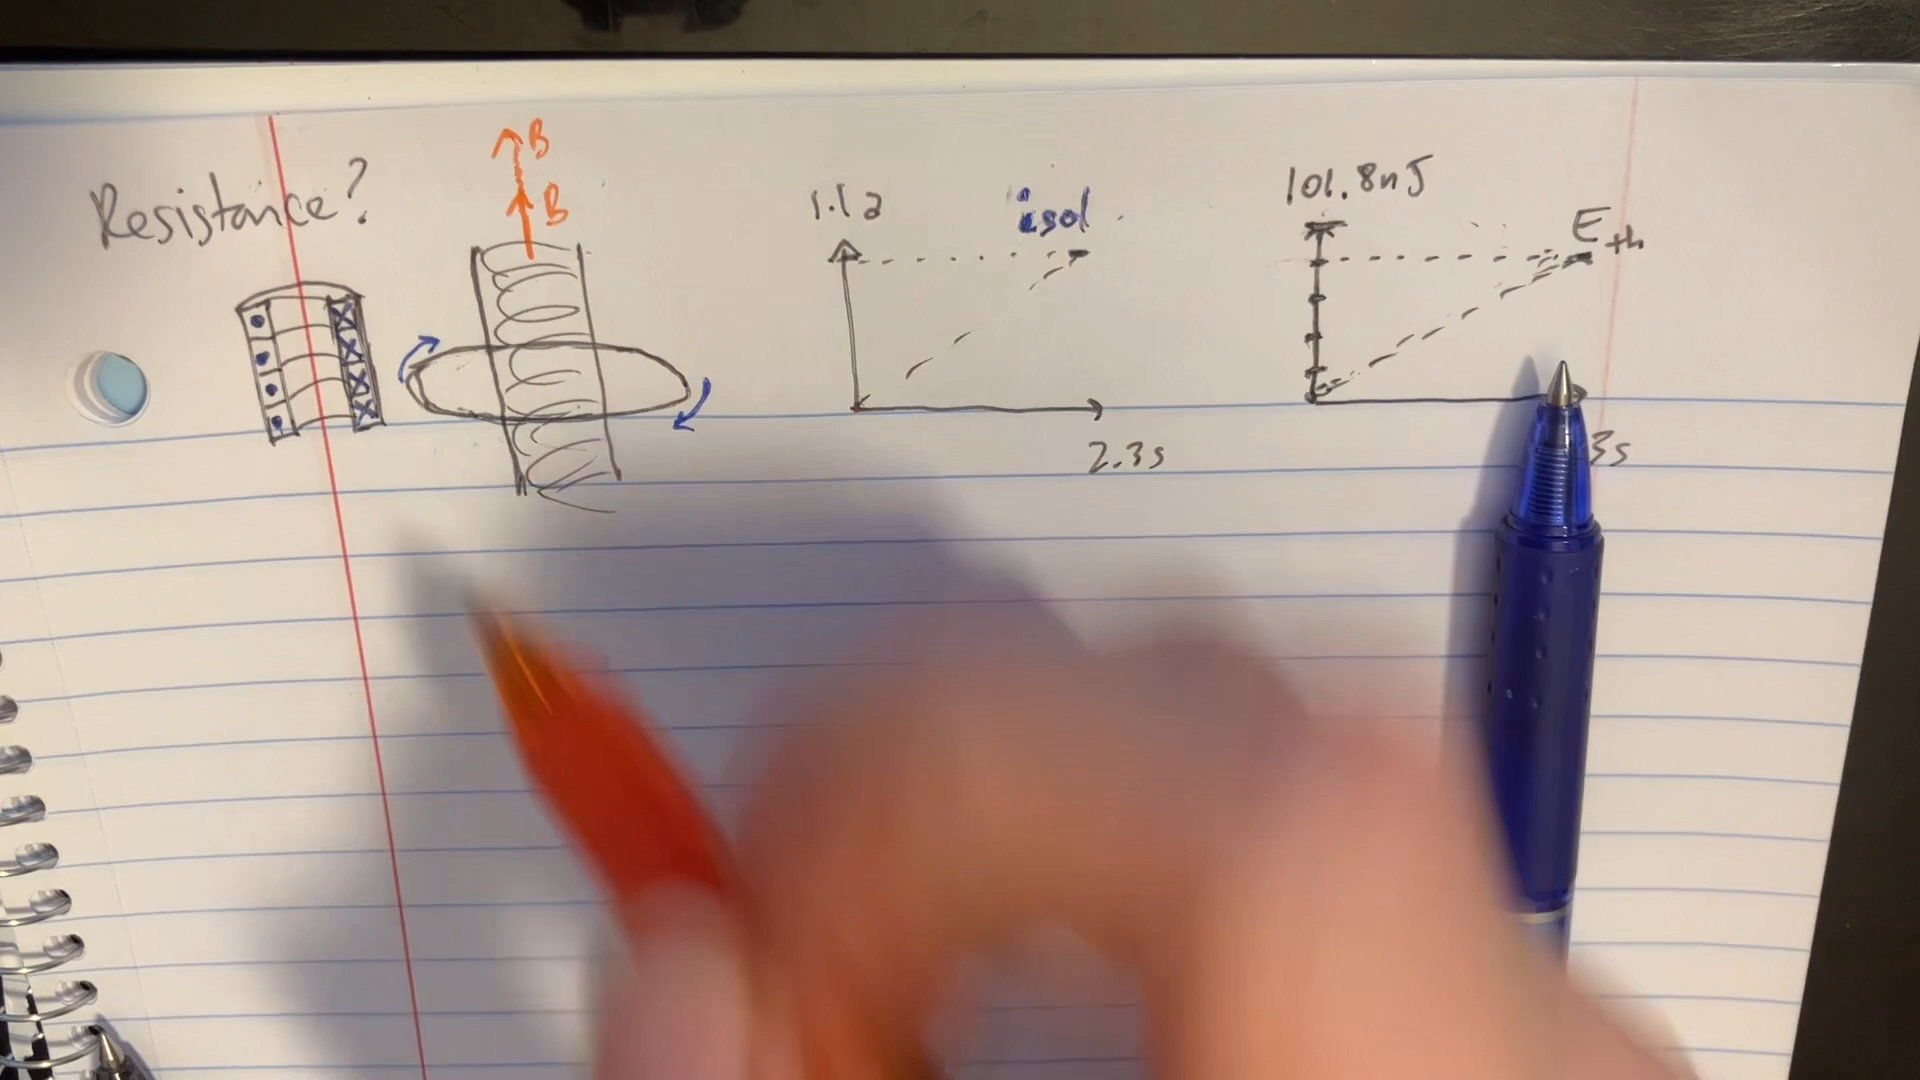 Resistance?
B
B
1.1a
isol
2.3s
101.8nJ
Eth
3s